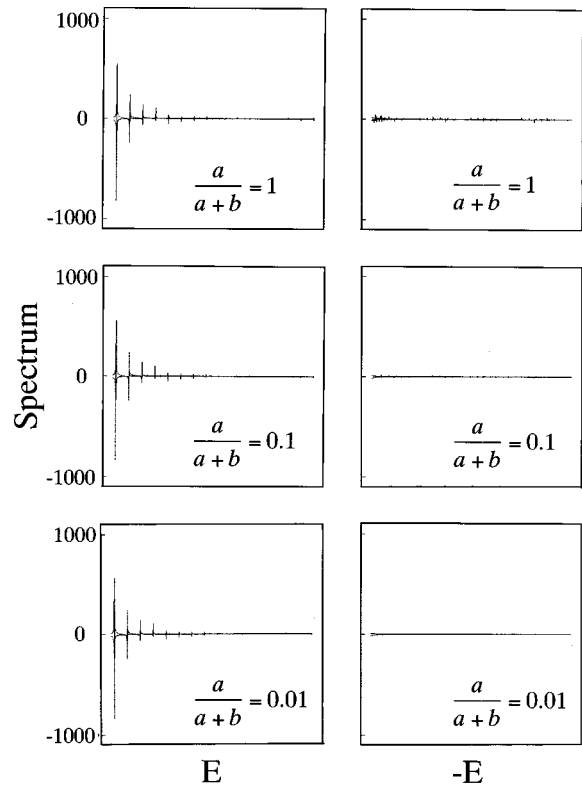 1000
0
-1000
a/(a + b) = 1
a/(a + b) = 1
1000
0
-1000
a/(a + b) = 0.1
a/(a + b) = 0.1
1000
0
-1000
a/(a + b) = 0.01
a/(a + b) = 0.01
Spectrum
E
-E